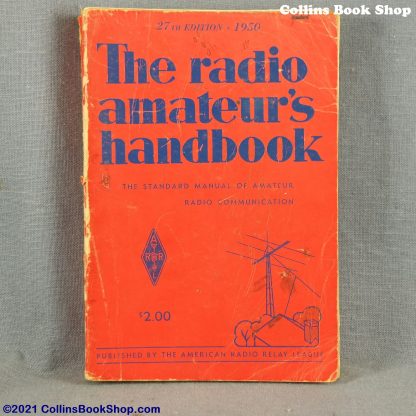 Collins Book Shop
27TH EDITION · 1950
The radio
amateur's
handbook
THE STANDARD MANUAL OF AMATEUR
RADIO COMMUNICATION
A
R R
L
$2.00
PUBLISHED BY THE AMERICAN RADIO RELAY LEAGUE
©2021 CollinsBookShop.com